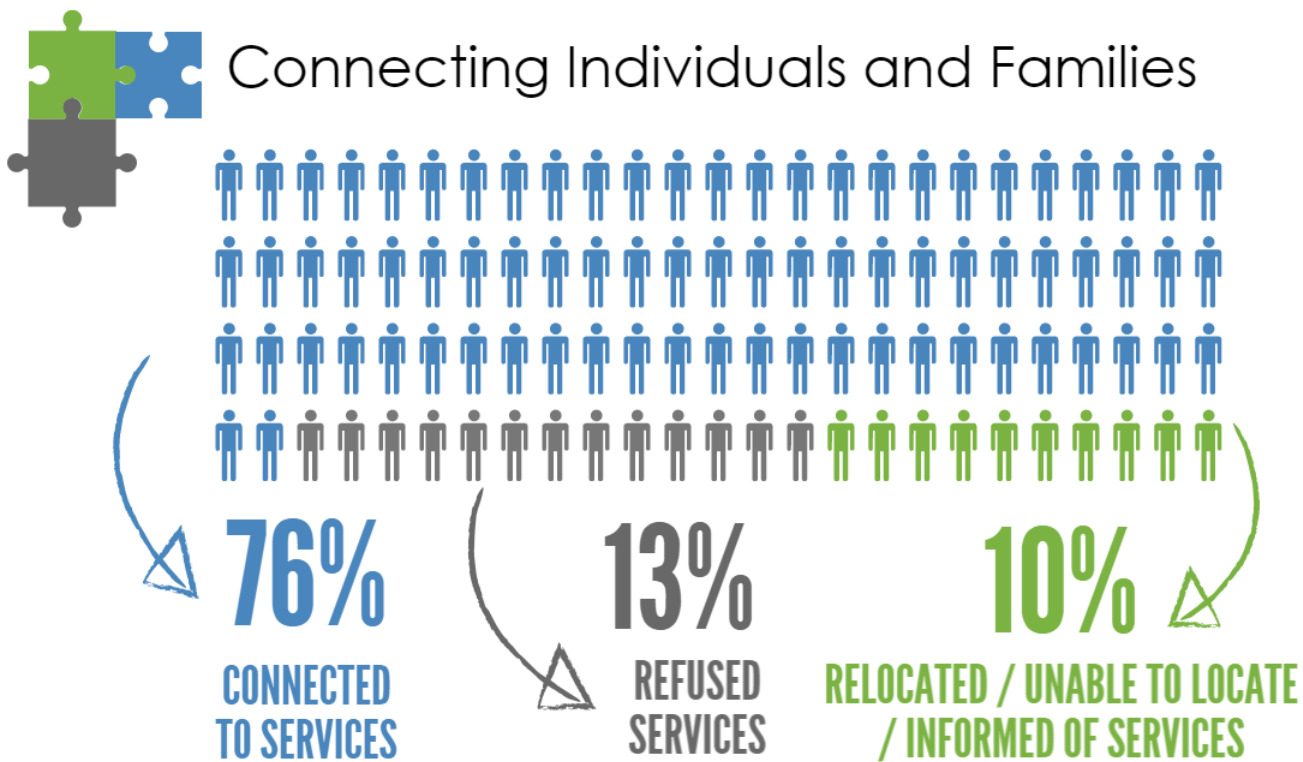 Connecting Individuals and Families
76%
CONNECTED
TO SERVICES
13%
REFUSED
SERVICES
10%
RELOCATED / UNABLE TO LOCATE
/ INFORMED OF SERVICES